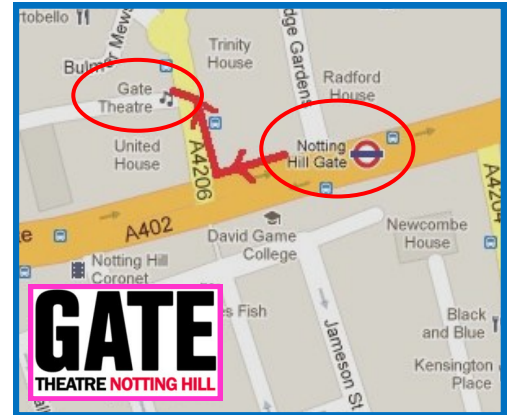 tobello
Bulmer Mews
Gate
Theatre
Trinity
House
dge Gardens
Radford
House
United
House
A4206
Notting
Hill Gate
A4204
A402
e
David Game
College
Newcombe
House
Notting Hill
Coronet
es Fish
Jameson St
Black
and Blue
Kensington
Place
GATE
THEATRE NOTTING HILL